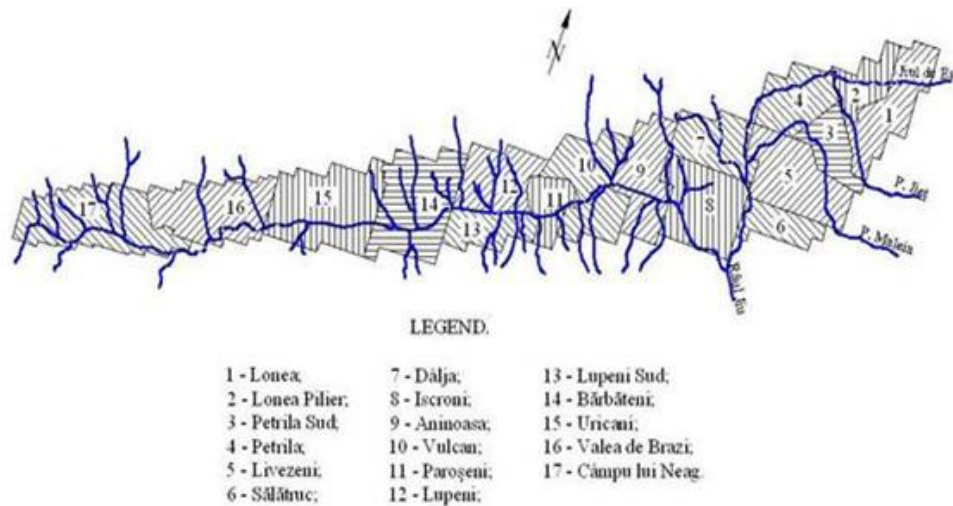 N
Jiul de
4
2
1
3
7
10
9
5
12
17
16
15
14
11
8
6
13
P. Maleia
Râul Jiu
LEGEND.
1 - Lonea;
2 - Lonea Pilier;
3 - Petrila Sud;
4 - Petrila;
5 - Livezeni;
6 - Sălătruc;
7 - Dâlja;
8 - Iscroni;
9 - Aninoasa;
10 - Vulcan;
11 - Paroșeni;
12 - Lupeni;
13 - Lupeni Sud;
14 - Bărbăteni;
15 - Uricani;
16 - Valea de Brazi;
17 - Câmpu lui Neag.